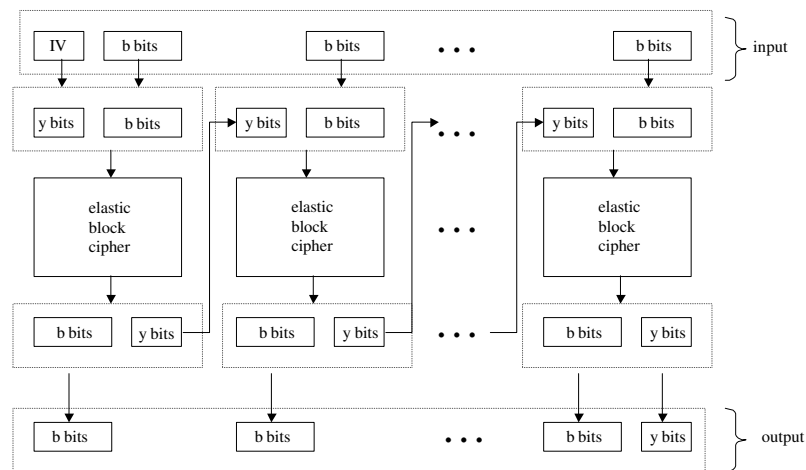 IV b bits b bits • • • b bits input
y bits b bits y bits b bits • • • y bits b bits
elastic block cipher
elastic block cipher
• • •
elastic block cipher
b bits y bits b bits y bits • • • b bits y bits
b bits b bits • • • b bits y bits output